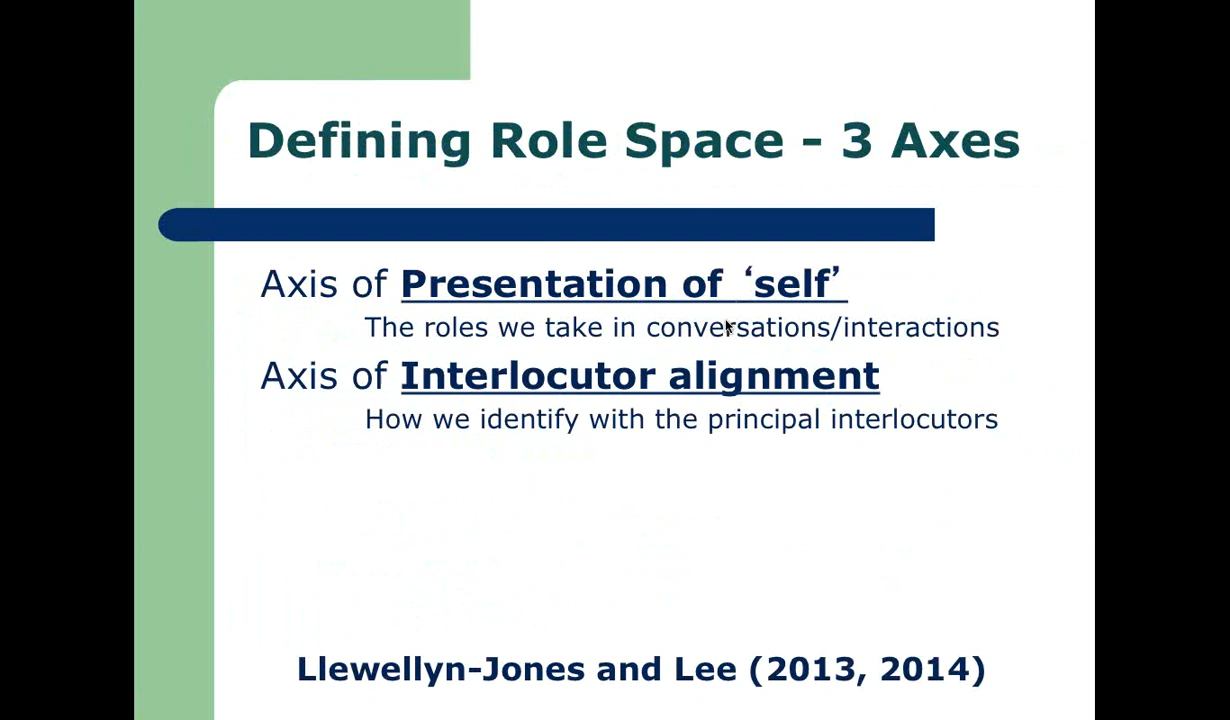 Defining Role Space - 3 Axes
Axis of Presentation of ‘self’
The roles we take in conversations/interactions
Axis of Interlocutor alignment
How we identify with the principal interlocutors
Llewellyn-Jones and Lee (2013, 2014)